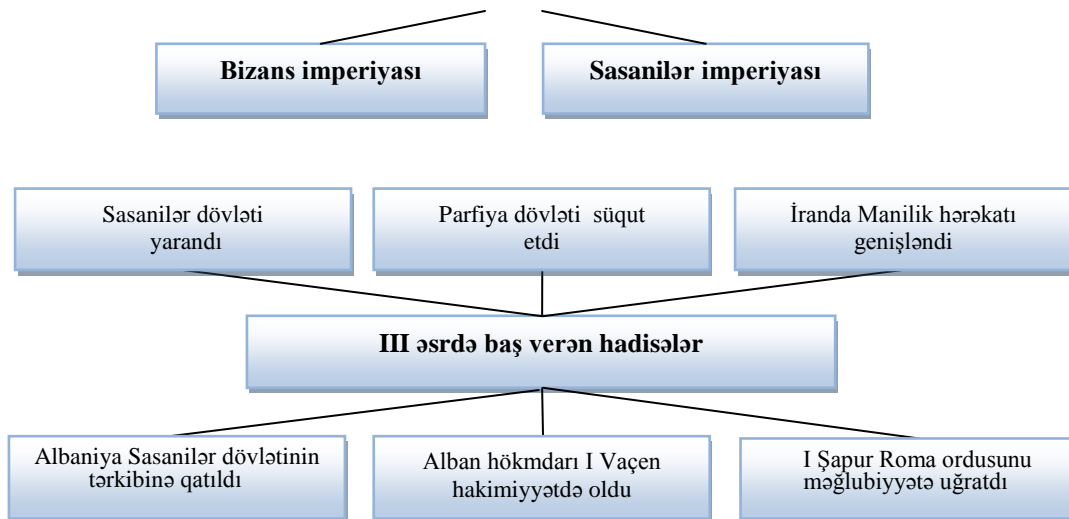 Bizans imperiyası
Sasanilər imperiyası
Sasanilər dövləti
yarandı
Parfiya dövləti süqut
etdi
İranda Manilik hərəkatı
genişləndi
III əsrdə baş verən hadisələr
Albaniya Sasanilər dövlətinin
tərkibinə qatıldı
Alban hökmdarı I Vaçen
hakimiyyətdə oldu
I Şapur Roma ordusunu
məğlubiyyətə uğratdı